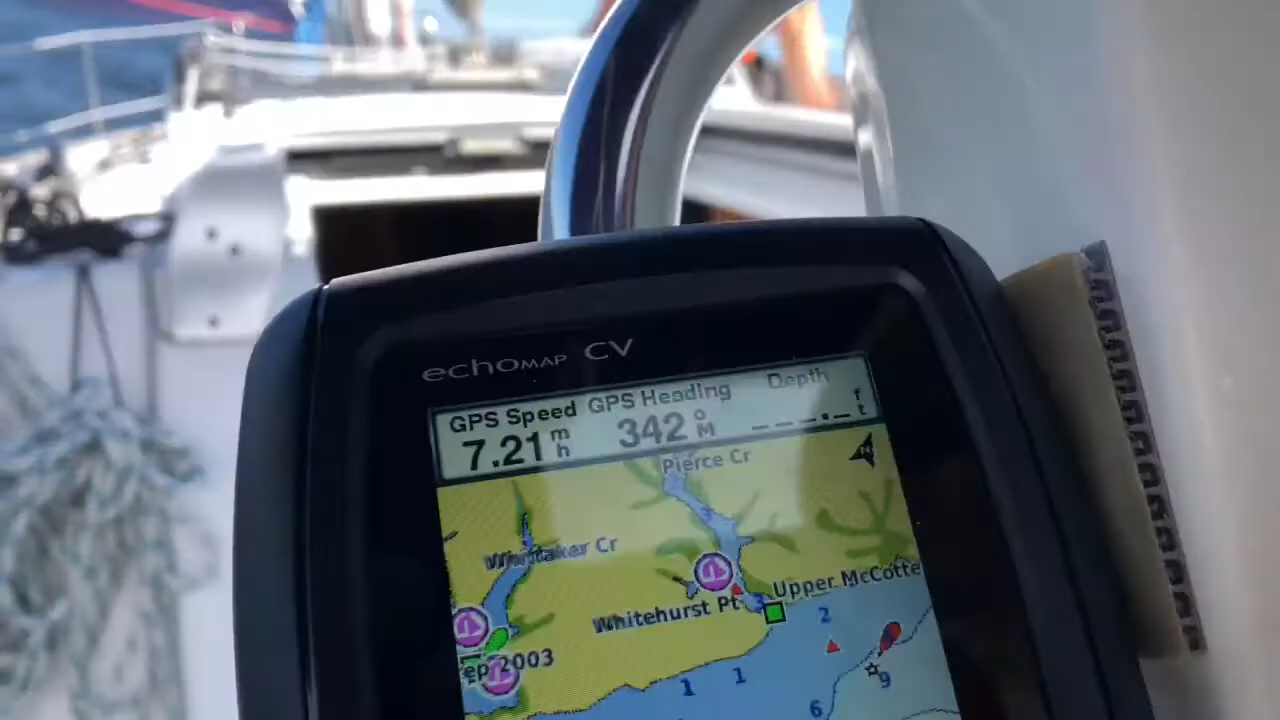 echoMAP CV
GPS Speed GPS Heading Depth
7.21 mh 342°M ---.- ft
N
Pierce Cr
Whittaker Cr
Upper McCotte
Whitehurst Pt
2
ep 2003
9
1 1
6